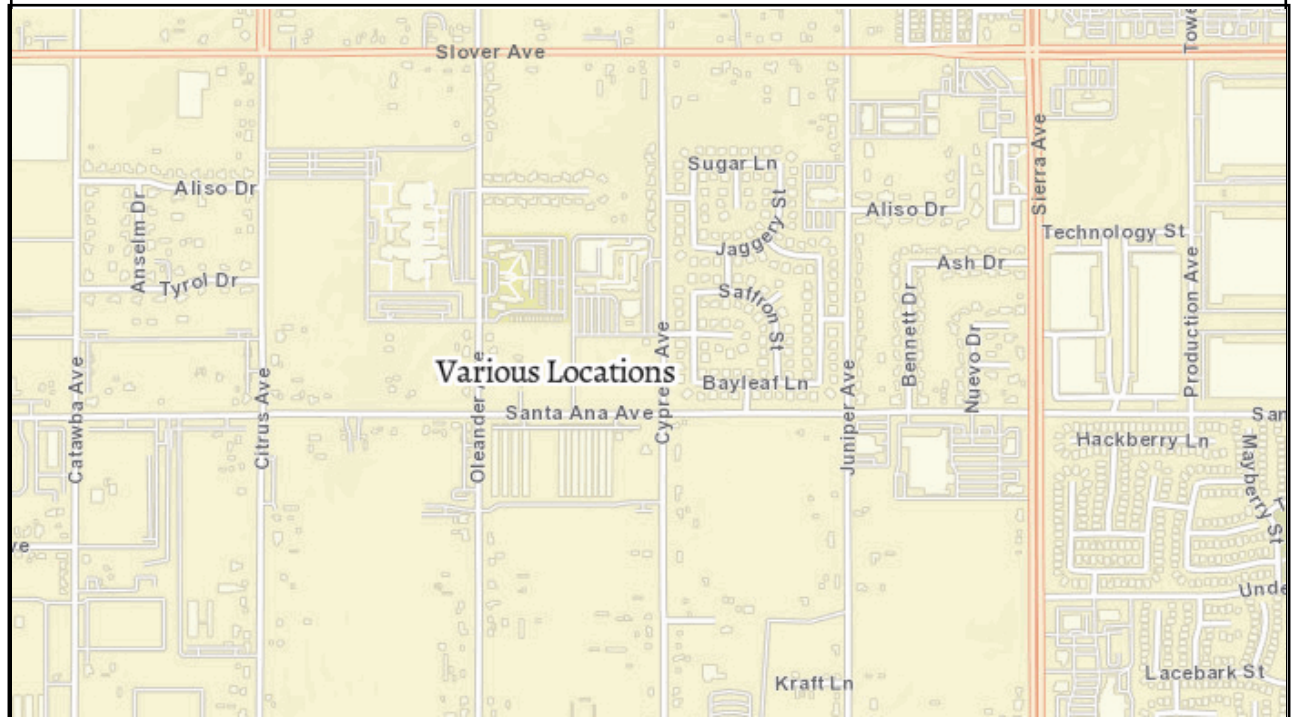 Slover Ave
Towe
Sugar Ln
Sierra Ave
Aliso Dr
Anselm Dr
Jaggery St
Aliso Dr
Technology St
Tyrol Dr
Saffron St
Ash Dr
Bennett Dr
Production Ave
Nuevo Dr
Various Locations
Catawba Ave
Citrus Ave
Oleander
Cypre
Ave
Bayleaf Ln
Juniper Ave
Santa Ana Ave
San
Hackberry Ln
Mayberry St
ve
Unde
Lacebark St
Kraft Ln